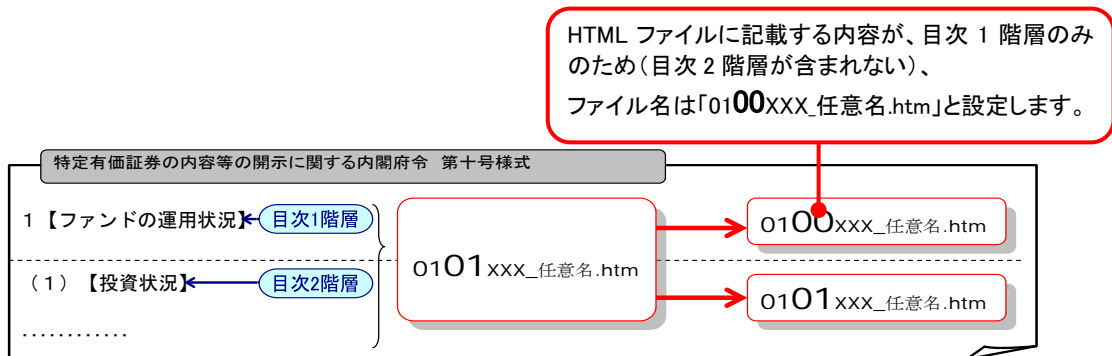 HTML ファイルに記載する内容が、目次 1 階層のみ
のため(目次 2 階層が含まれない)、
ファイル名は「0100XXX_任意名.htm」と設定します。
特定有価証券の内容等の開示に関する内閣府令 第十号様式
1【ファンドの運用状況】
目次1階層
0100XXX_任意名.htm
0101XXX_任意名.htm
(1)【投資状況】
目次2階層
0101XXX_任意名.htm
............